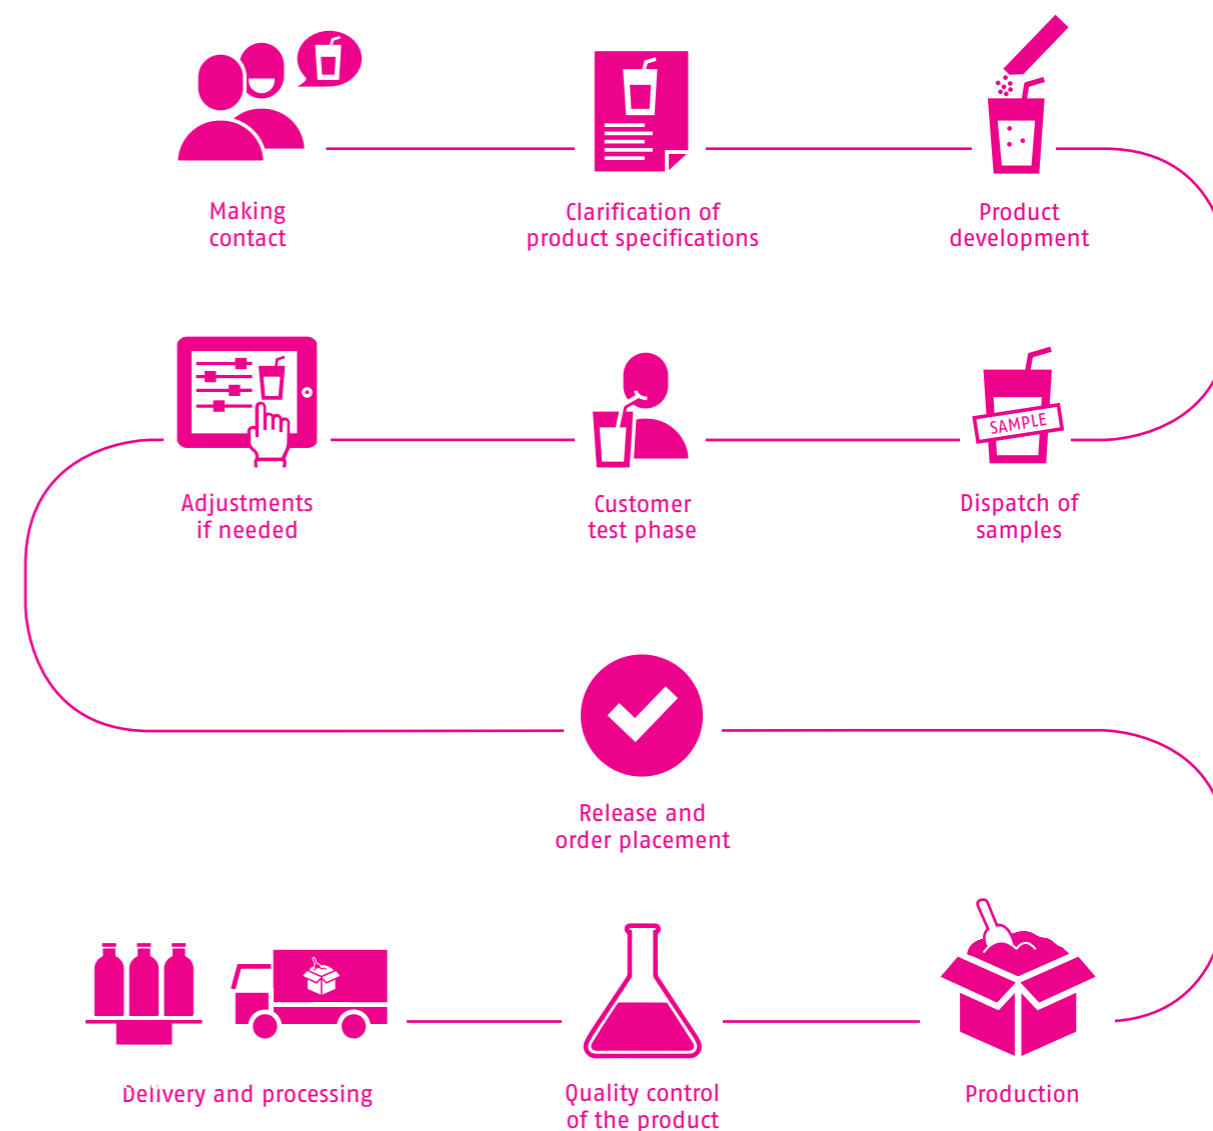 Making
contact
Clarification of
product specifications
Product
development
Adjustments
if needed
Customer
test phase
SAMPLE
Dispatch of
samples
Release and
order placement
Delivery and processing
Quality control
of the product
Production